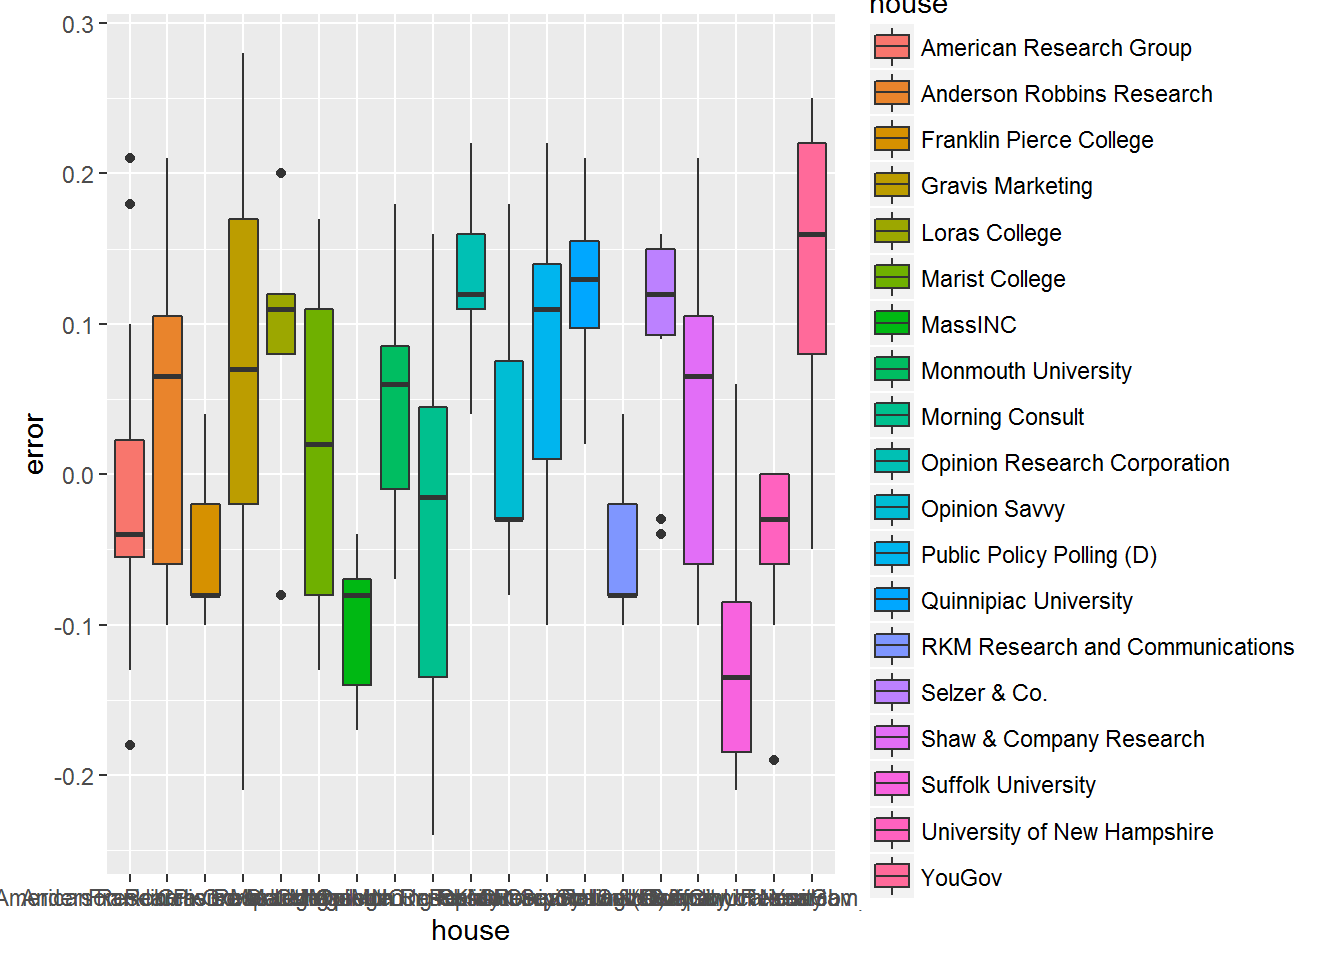 house
0.3
0.2
0.1
0.0
-0.1
-0.2
error
house
American Research Group
Anderson Robbins Research
Franklin Pierce College
Gravis Marketing
Loras College
Marist College
MassINC
Monmouth University
Morning Consult
Opinion Research Corporation
Opinion Savvy
Public Policy Polling (D)
Quinnipiac University
RKM Research and Communications
Selzer & Co.
Shaw & Company Research
Suffolk University
University of New Hampshire
YouGov